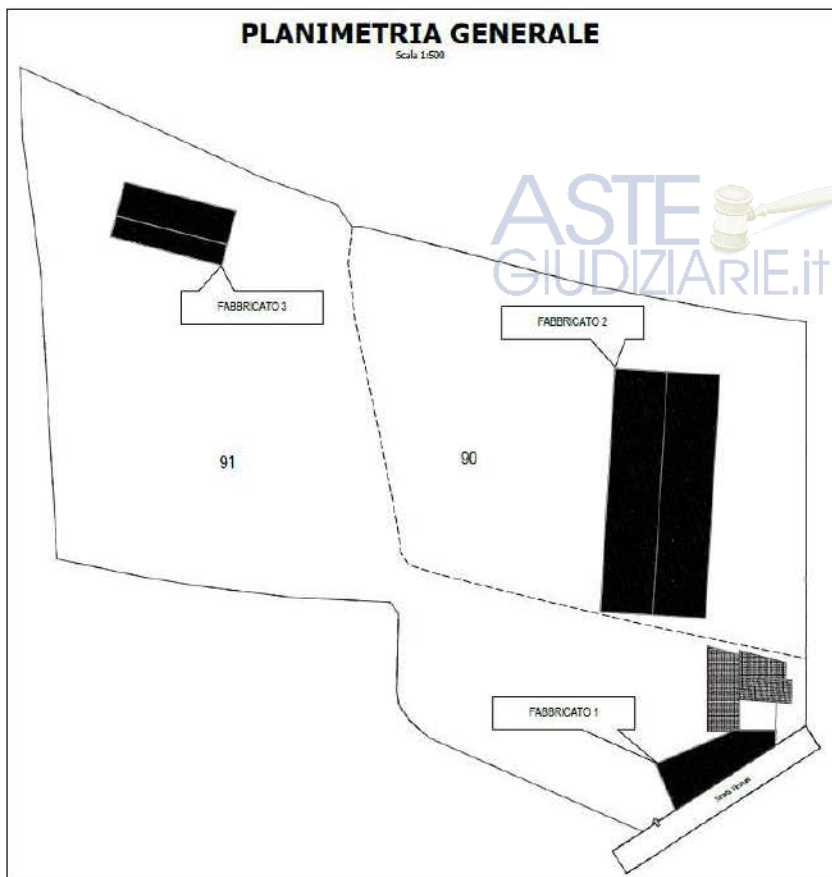 PLANIMETRIA GENERALE
Scala 1:500
ASTE
GIUDIZIARIE.it
FABBRICATO 3
FABBRICATO 2
91
90
FABBRICATO 1